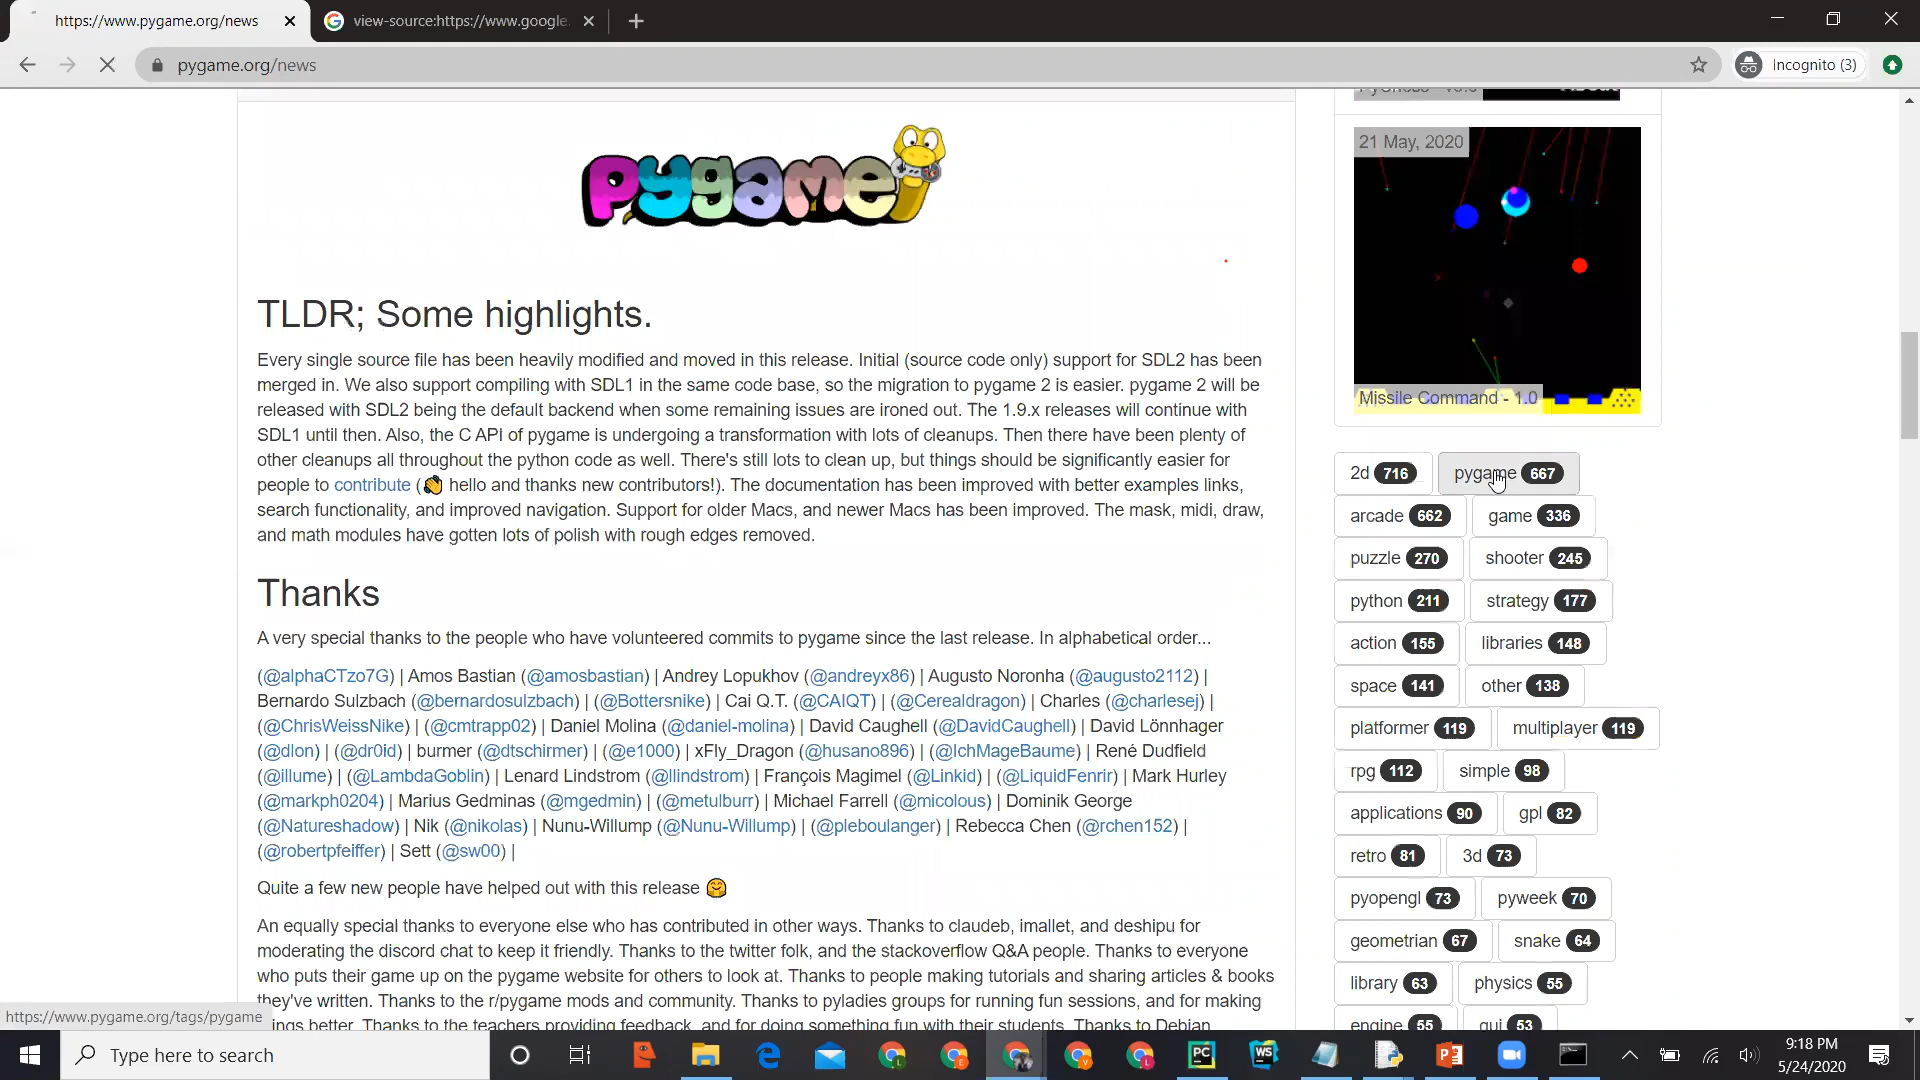 https://www.pygame.org/news
view-source:https://www.google.
pygame.org/news
Incognito (3)
pygame
TLDR; Some highlights.
Every single source file has been heavily modified and moved in this release. Initial (source code only) support for SDL2 has been
merged in. We also support compiling with SDL1 in the same code base, so the migration to pygame 2 is easier. pygame 2 will be
released with SDL2 being the default backend when some remaining issues are ironed out. The 1.9.x releases will continue with
SDL1 until then. Also, the C API of pygame is undergoing a transformation with lots of cleanups. Then there have been plenty of
other cleanups all throughout the python code as well. There's still lots to clean up, but things should be significantly easier for
people to contribute (👋 hello and thanks new contributors!). The documentation has been improved with better examples links,
search functionality, and improved navigation. Support for older Macs, and newer Macs has been improved. The mask, midi, draw,
and math modules have gotten lots of polish with rough edges removed.
Thanks
A very special thanks to the people who have volunteered commits to pygame since the last release. In alphabetical order...
(@alphaCTzo7G) | Amos Bastian (@amosbastian) | Andrey Lopukhov (@andreyx86) | Augusto Noronha (@augusto2112) |
Bernardo Sulzbach (@bernardosulzbach) | (@Bottersnike) | Cai Q.T. (@CAIQT) | (@Cerealdragon) | Charles (@charlesej) |
(@ChrisWeissNike) | (@cmtrapp02) | Daniel Molina (@daniel-molina) | David Caughell (@DavidCaughell) | David Lönnhager
(@dlon) | (@dr0id) | burmer (@dtschirmer) | (@e1000) | xFly_Dragon (@husano896) | (@IchMageBaume) | René Dudfield
(@illume) | (@LambdaGoblin) | Lenard Lindstrom (@llindstrom) | François Magimel (@Linkid) | (@LiquidFenrir) | Mark Hurley
(@markph0204) | Marius Gedminas (@mgedmin) | (@metulburr) | Michael Farrell (@micolous) | Dominik George
(@Natureshadow) | Nik (@nikolas) | Nunu-Willump (@Nunu-Willump) | (@pleboulanger) | Rebecca Chen (@rchen152) |
(@robertpfeiffer) | Sett (@sw00) |
Quite a few new people have helped out with this release 🤗
An equally special thanks to everyone else who has contributed in other ways. Thanks to claudeb, imallet, and deshipu for
moderating the discord chat to keep it friendly. Thanks to the twitter folk, and the stackoverflow Q&A people. Thanks to everyone
who puts their game up on the pygame website for others to look at. Thanks to people making tutorials and sharing articles & books
they've written. Thanks to the r/pygame mods and community. Thanks to pyladies groups for running fun sessions, and for making
ings better. Thanks to the teachers providing feedback, and for doing something fun with their students. Thanks to Debian
21 May, 2020
Missile Command - 1.0
2d 716 pygame 667
arcade 662 game 336
puzzle 270 shooter 245
python 211 strategy 177
action 155 libraries 148
space 141 other 138
platformer 119 multiplayer 119
rpg 112 simple 98
applications 90 gpl 82
retro 81 3d 73
pyopengl 73 pyweek 70
geometrian 67 snake 64
library 63 physics 55
engine 55 gui 53
https://www.pygame.org/tags/pygame
Type here to search
PC
WS
9:18 PM
5/24/2020